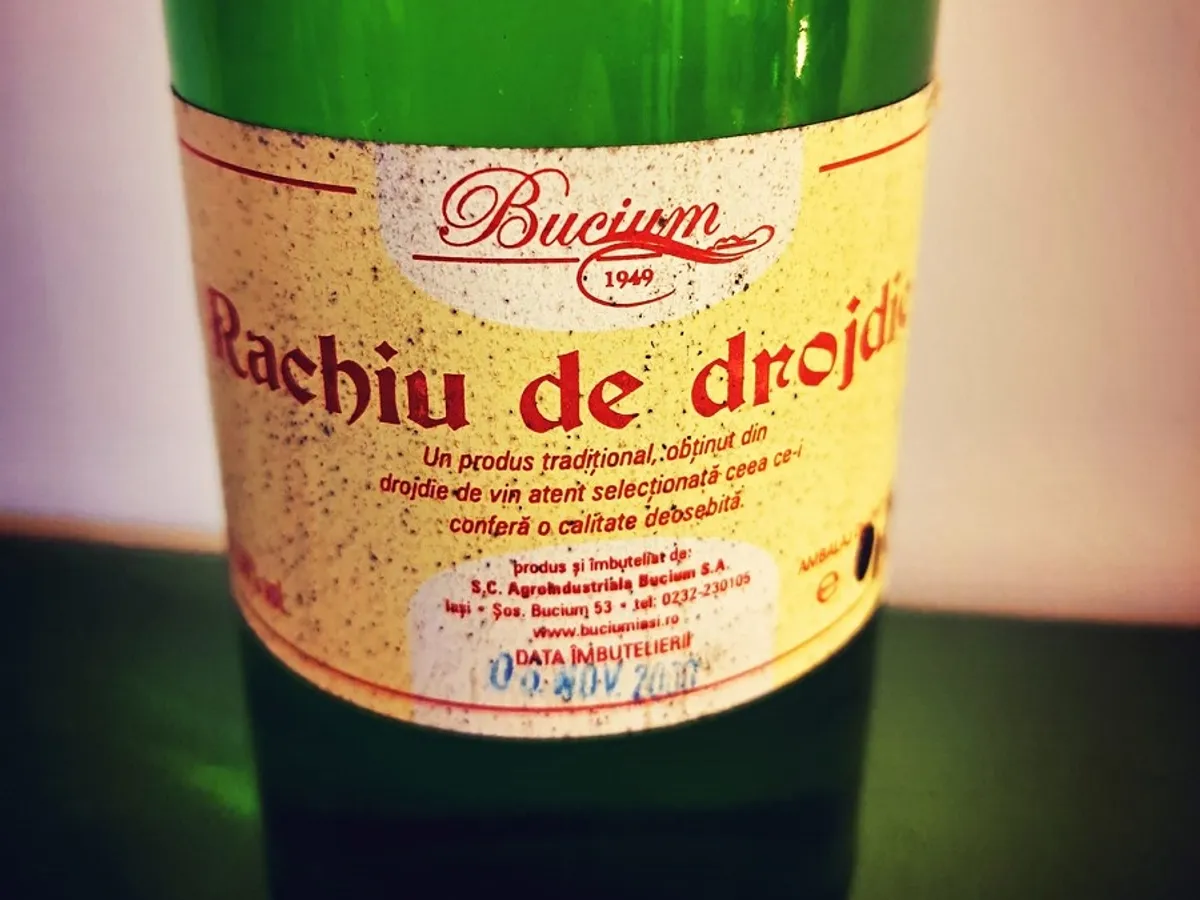 Bucium
1949
Rachiu de drojdie
Un produs tradițional, obținut din
drojdie de vin atent selecționată ceea ce-i
conferă o calitate deosebită.
produs și îmbuteliat de:
S.C. Agroindustriala Bucium S.A.
Iași • Șos. Bucium 53 • tel: 0232-230105
www.buciumiasi.ro
DATA ÎMBUTELIERII
NOV.
AMBALAJ
e